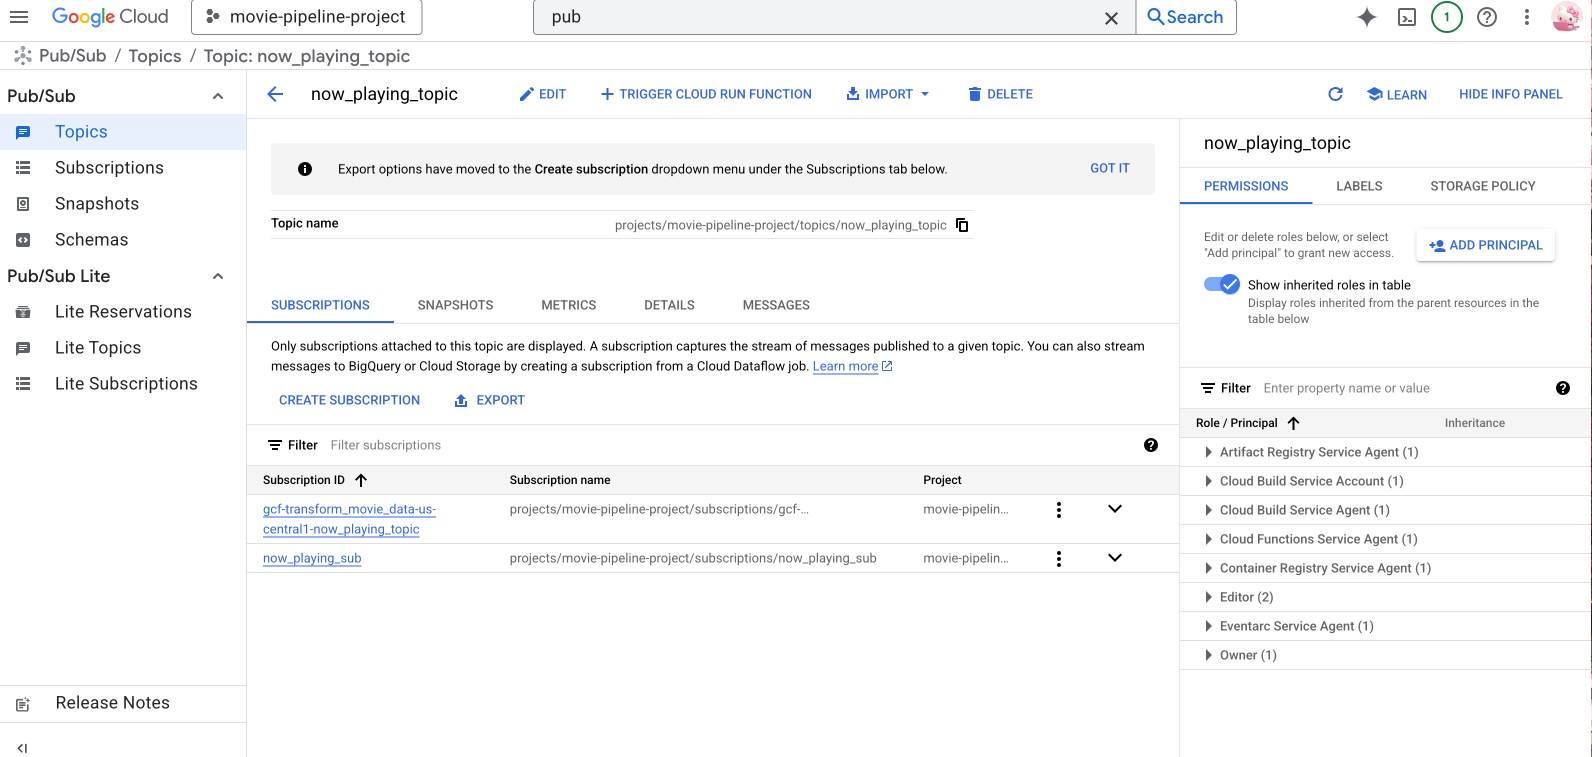 Google Cloud
movie-pipeline-project
pub
Search
1
Pub/Sub / Topics / Topic: now_playing_topic
Pub/Sub
Topics
Subscriptions
Snapshots
Schemas
Pub/Sub Lite
Lite Reservations
Lite Topics
Lite Subscriptions
Release Notes
now_playing_topic
EDIT
TRIGGER CLOUD RUN FUNCTION
IMPORT
DELETE
LEARN
HIDE INFO PANEL
Export options have moved to the Create subscription dropdown menu under the Subscriptions tab below.
GOT IT
Topic name
projects/movie-pipeline-project/topics/now_playing_topic
SUBSCRIPTIONS
SNAPSHOTS
METRICS
DETAILS
MESSAGES
Only subscriptions attached to this topic are displayed. A subscription captures the stream of messages published to a given topic. You can also stream
messages to BigQuery or Cloud Storage by creating a subscription from a Cloud Dataflow job. Learn more
CREATE SUBSCRIPTION
EXPORT
Filter Filter subscriptions
Subscription ID
Subscription name
Project
gcf-transform_movie_data-us-
central1-now_playing_topic
projects/movie-pipeline-project/subscriptions/gcf-...
movie-pipelin...
now_playing_sub
projects/movie-pipeline-project/subscriptions/now_playing_sub
movie-pipelin...
now_playing_topic
PERMISSIONS
LABELS
STORAGE POLICY
Edit or delete roles below, or select
"Add principal" to grant new access.
ADD PRINCIPAL
Show inherited roles in table
Display roles inherited from the parent resources in the
table below
Filter Enter property name or value
Role / Principal
Inheritance
Artifact Registry Service Agent (1)
Cloud Build Service Account (1)
Cloud Build Service Agent (1)
Cloud Functions Service Agent (1)
Container Registry Service Agent (1)
Editor (2)
Eventarc Service Agent (1)
Owner (1)